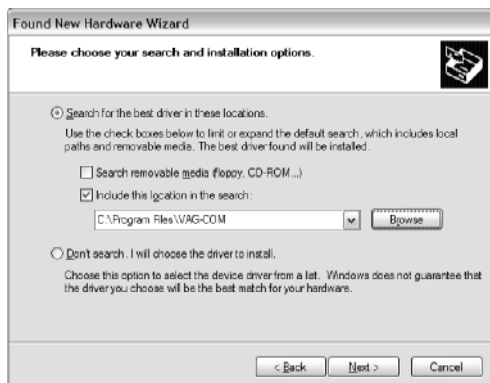 Found New Hardware Wizard
Please choose your search and installation options.
Search for the best driver in these locations.
Use the check boxes below to limit or expand the default search, which includes local
paths and removable media. The best driver found will be installed.
Search removable media (floppy, CD-ROM...)
Include this location in the search:
C:\Program Files\VAG-COM
Browse
Don't search. I will choose the driver to install.
Choose this option to select the device driver from a list. Windows does not guarantee that
the driver you choose will be the best match for your hardware.
< Back Next > Cancel